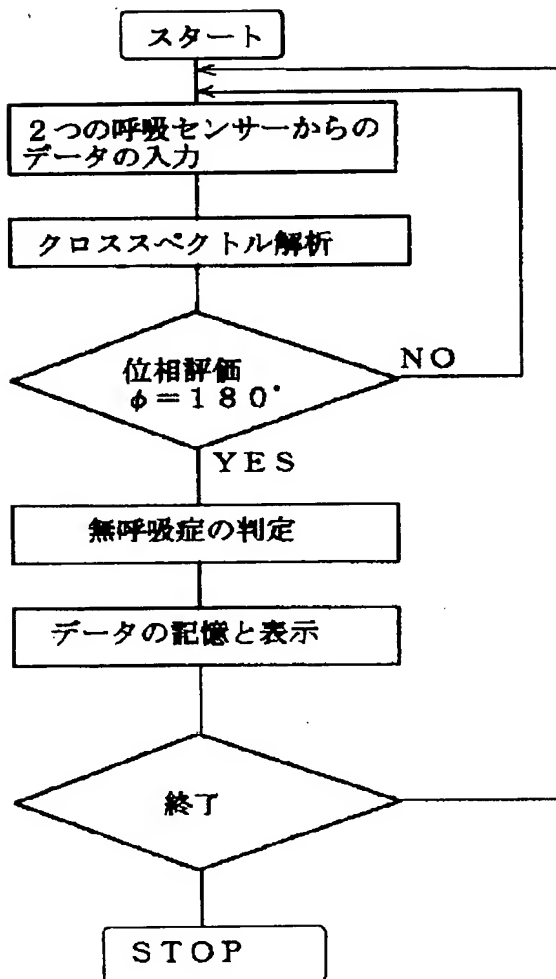 スタート
2つの呼吸センサーからの
データの入力
クロススペクトル解析
位相評価
φ=180°
NO
YES
無呼吸症の判定
データの記憶と表示
終了
STOP